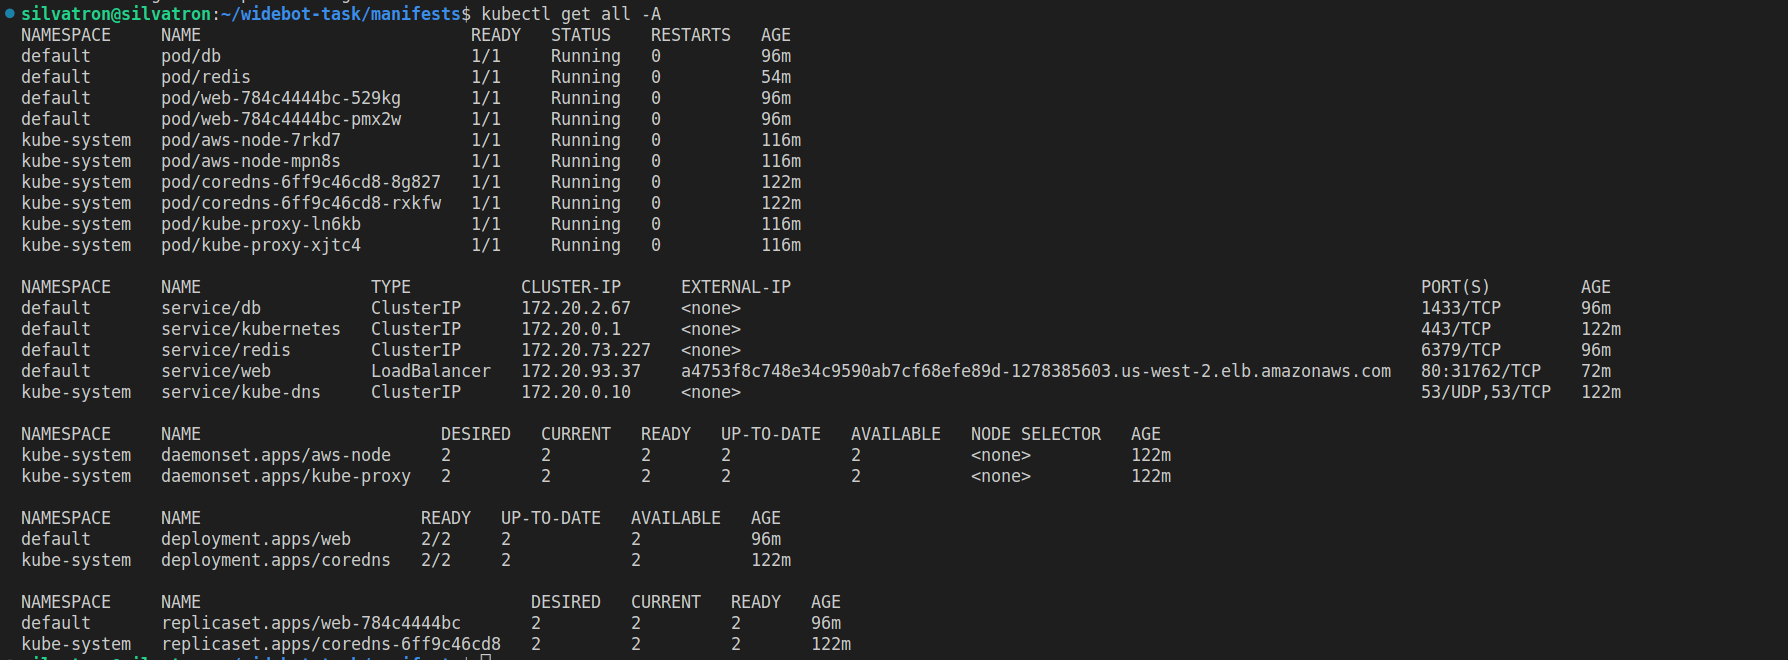 silvatron@silvatron:~/widebot-task/manifests$ kubectl get all -A
NAMESPACE NAME READY STATUS RESTARTS AGE
default pod/db 1/1 Running 0 96m
default pod/redis 1/1 Running 0 54m
default pod/web-784c4444bc-529kg 1/1 Running 0 96m
default pod/web-784c4444bc-pmx2w 1/1 Running 0 96m
kube-system pod/aws-node-7rkd7 1/1 Running 0 116m
kube-system pod/aws-node-mpn8s 1/1 Running 0 116m
kube-system pod/coredns-6ff9c46cd8-8g827 1/1 Running 0 122m
kube-system pod/coredns-6ff9c46cd8-rxkfw 1/1 Running 0 122m
kube-system pod/kube-proxy-ln6kb 1/1 Running 0 116m
kube-system pod/kube-proxy-xjtc4 1/1 Running 0 116m
NAMESPACE NAME TYPE CLUSTER-IP EXTERNAL-IP PORT(S) AGE
default service/db ClusterIP 172.20.2.67 <none> 1433/TCP 96m
default service/kubernetes ClusterIP 172.20.0.1 <none> 443/TCP 122m
default service/redis ClusterIP 172.20.73.227 <none> 6379/TCP 96m
default service/web LoadBalancer 172.20.93.37 a4753f8c748e34c9590ab7cf68efe89d-1278385603.us-west-2.elb.amazonaws.com 80:31762/TCP 72m
kube-system service/kube-dns ClusterIP 172.20.0.10 <none> 53/UDP,53/TCP 122m
NAMESPACE NAME DESIRED CURRENT READY UP-TO-DATE AVAILABLE NODE SELECTOR AGE
kube-system daemonset.apps/aws-node 2 2 2 2 2 <none> 122m
kube-system daemonset.apps/kube-proxy 2 2 2 2 2 <none> 122m
NAMESPACE NAME READY UP-TO-DATE AVAILABLE AGE
default deployment.apps/web 2/2 2 2 96m
kube-system deployment.apps/coredns 2/2 2 2 122m
NAMESPACE NAME DESIRED CURRENT READY AGE
default replicaset.apps/web-784c4444bc 2 2 2 96m
kube-system replicaset.apps/coredns-6ff9c46cd8 2 2 2 122m